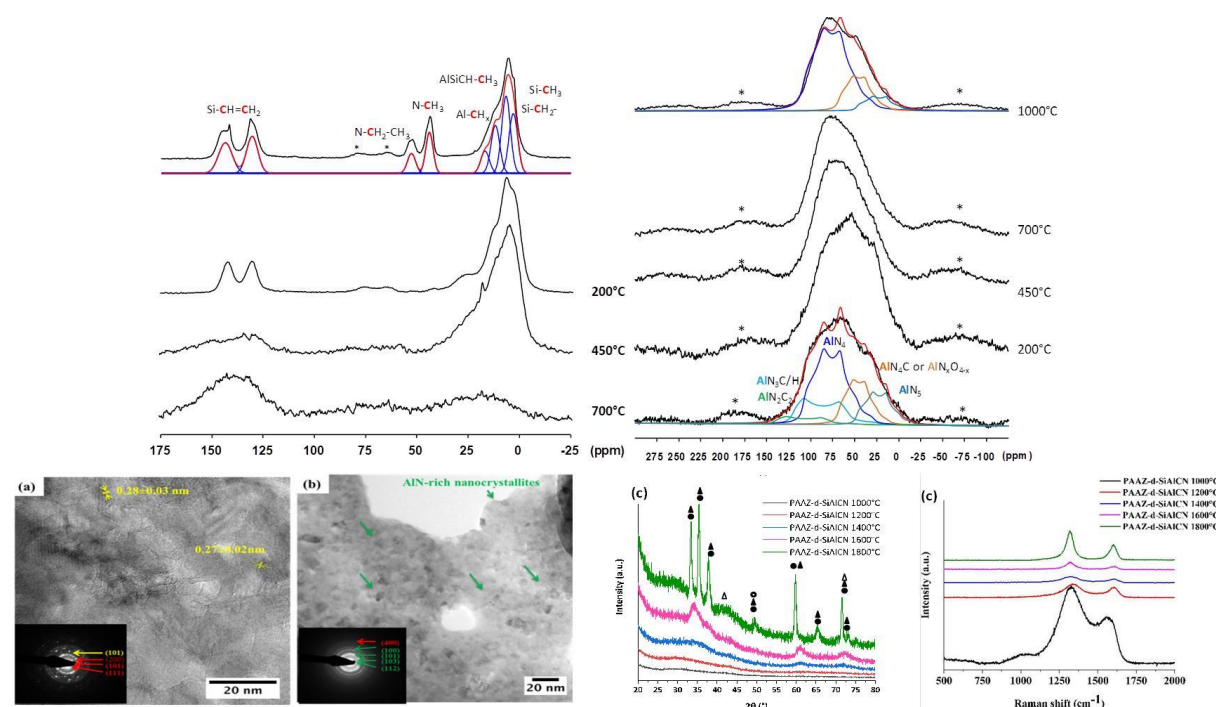 Si-CH=CH2
N-CH2-CH3
* *
N-CH3
AlSiCH-CH3
Al-CHx
Si-CH3
Si-CH2-
200°C
450°C
700°C
175 150 125 100 75 50 25 0 -25 (ppm)
* *
1000°C
* *
700°C
* *
450°C
* *
200°C
AlN4
AlN4C or AlNxO4-x
AlN3C/H
AlN2C2
AlN5
* *
275 250 225 200 175 150 125 100 75 50 25 0 -25 -50 -75 -100 (ppm)
(a)
0.28±0.03 nm
0.27±0.02nm
(101)
(200)
(101)
(111)
20 nm
(b)
AlN-rich nanocrystallites
(400)
(100)
(101)
(103)
(112)
20 nm
(c)
PAAZ-d-SiAlCN 1000°C
PAAZ-d-SiAlCN 1200°C
PAAZ-d-SiAlCN 1400°C
PAAZ-d-SiAlCN 1600°C
PAAZ-d-SiAlCN 1800°C
Intensity (a.u.)
20 25 30 35 40 45 50 55 60 65 70 75 80
2θ (°)
(c)
PAAZ-d-SiAlCN 1000°C
PAAZ-d-SiAlCN 1200°C
PAAZ-d-SiAlCN 1400°C
PAAZ-d-SiAlCN 1600°C
PAAZ-d-SiAlCN 1800°C
Intensity (a.u.)
500 750 1000 1250 1500 1750 2000
Raman shift (cm-1)